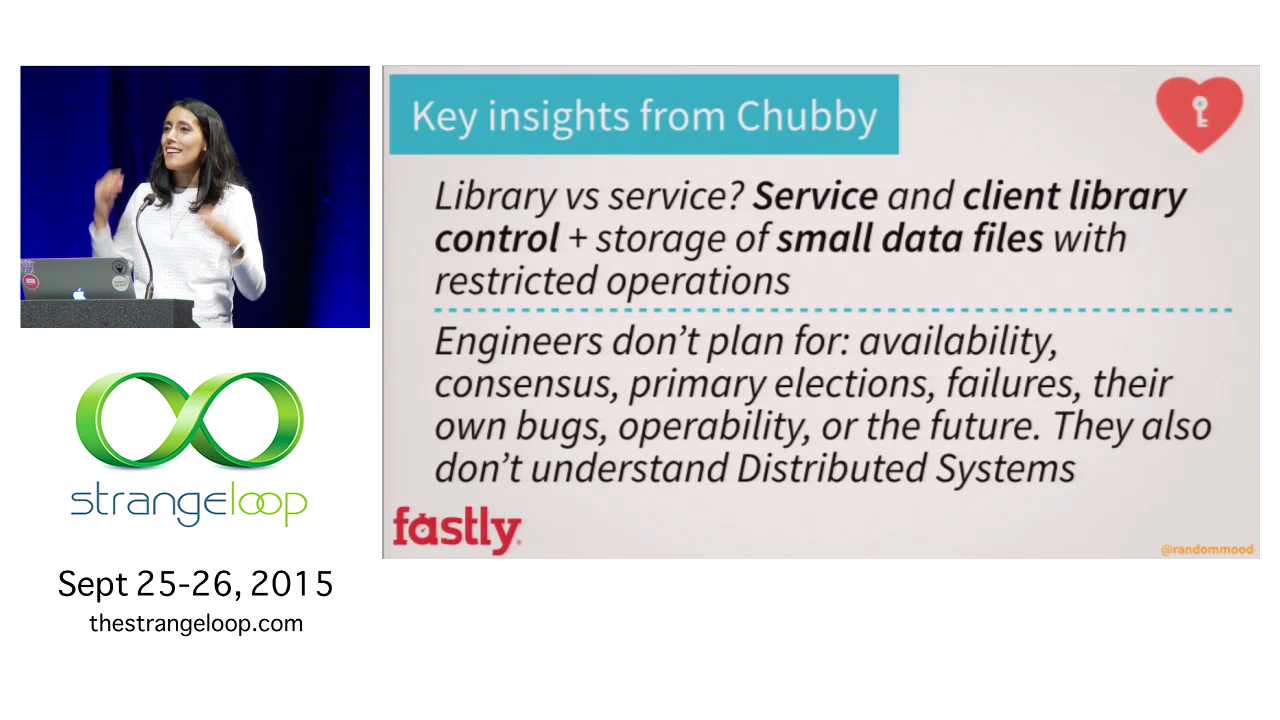 Key insights from Chubby
Library vs service? Service and client library
control + storage of small data files with
restricted operations
Engineers don’t plan for: availability,
consensus, primary elections, failures, their
own bugs, operability, or the future. They also
don’t understand Distributed Systems
fastly
@randommood
strangeloop
Sept 25-26, 2015
thestrangeloop.com